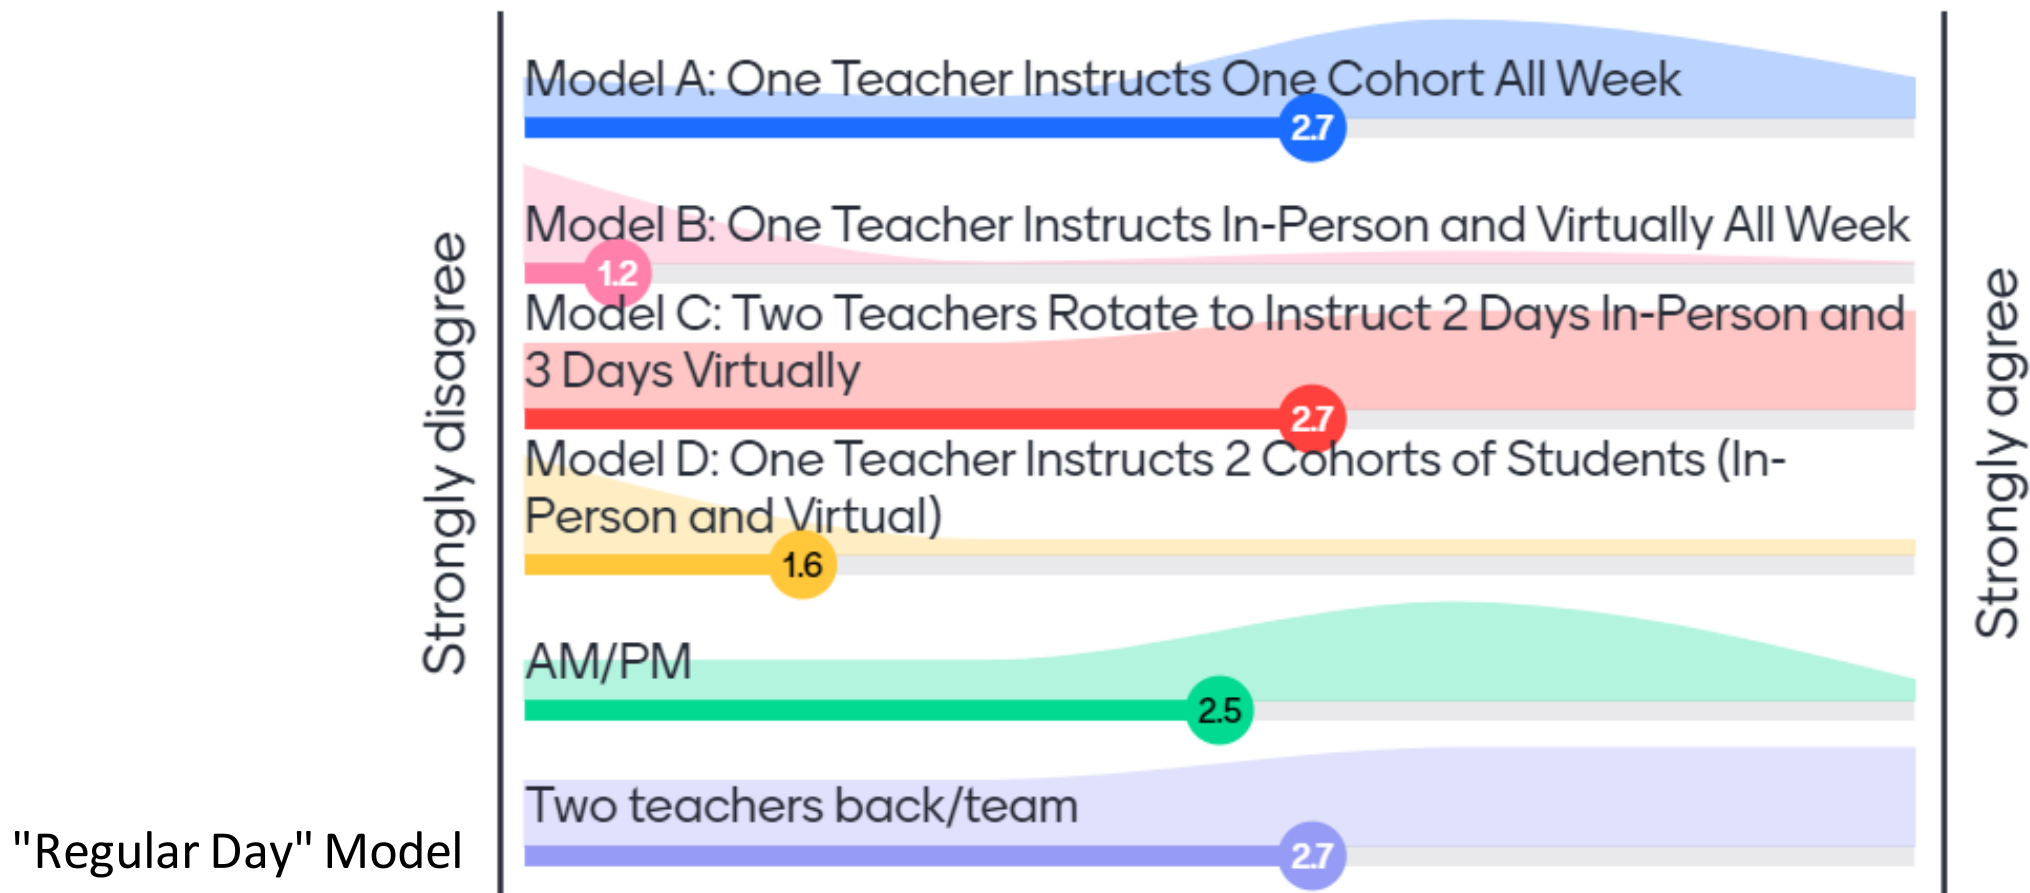 Model A: One Teacher Instructs One Cohort All Week
2.7
Model B: One Teacher Instructs In-Person and Virtually All Week
1.2
Model C: Two Teachers Rotate to Instruct 2 Days In-Person and
3 Days Virtually
2.7
Model D: One Teacher Instructs 2 Cohorts of Students (In-
Person and Virtual)
1.6
AM/PM
2.5
Two teachers back/team
2.7
"Regular Day" Model
Strongly disagree
Strongly agree